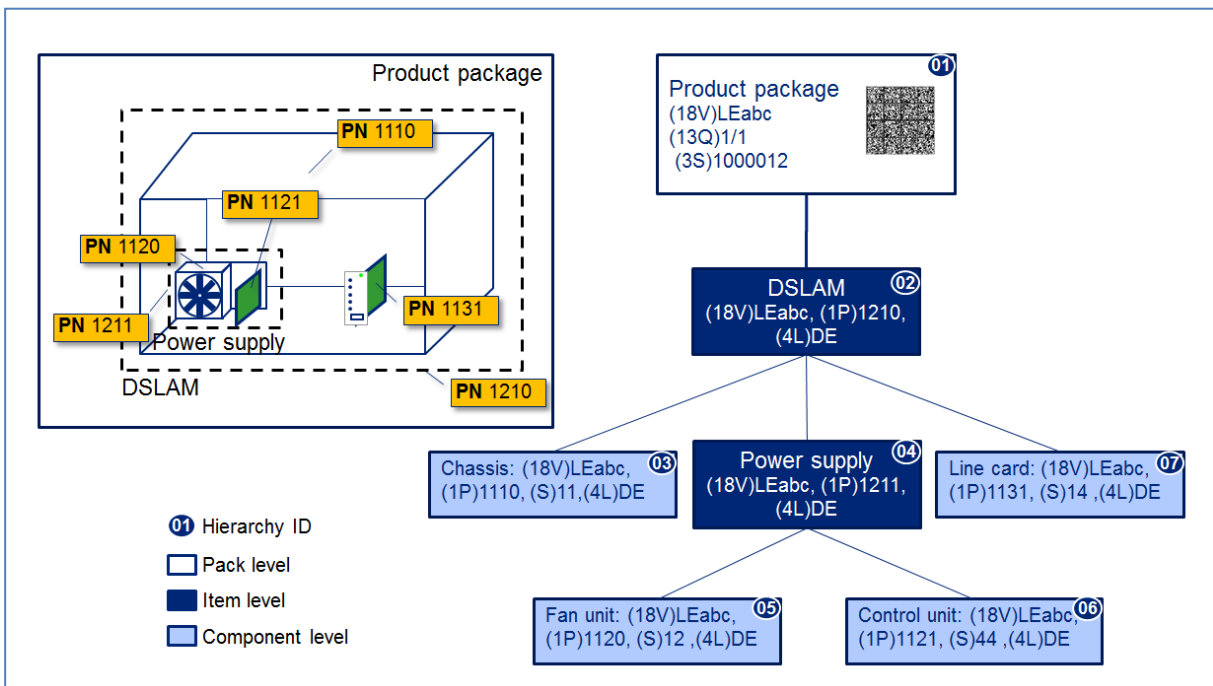 Product package
PN 1110
PN 1121
PN 1120
PN 1211
PN 1131
Power supply
DSLAM
PN 1210
01
Product package
(18V)LEabc
(13Q)1/1
(3S)1000012
02
DSLAM
(18V)LEabc, (1P)1210,
(4L)DE
03
Chassis: (18V)LEabc,
(1P)1110, (S)11,(4L)DE
04
Power supply
(18V)LEabc, (1P)1211,
(4L)DE
07
Line card: (18V)LEabc,
(1P)1131, (S)14 ,(4L)DE
05
Fan unit: (18V)LEabc,
(1P)1120, (S)12 ,(4L)DE
06
Control unit: (18V)LEabc,
(1P)1121, (S)44 ,(4L)DE
01 Hierarchy ID
Pack level
Item level
Component level